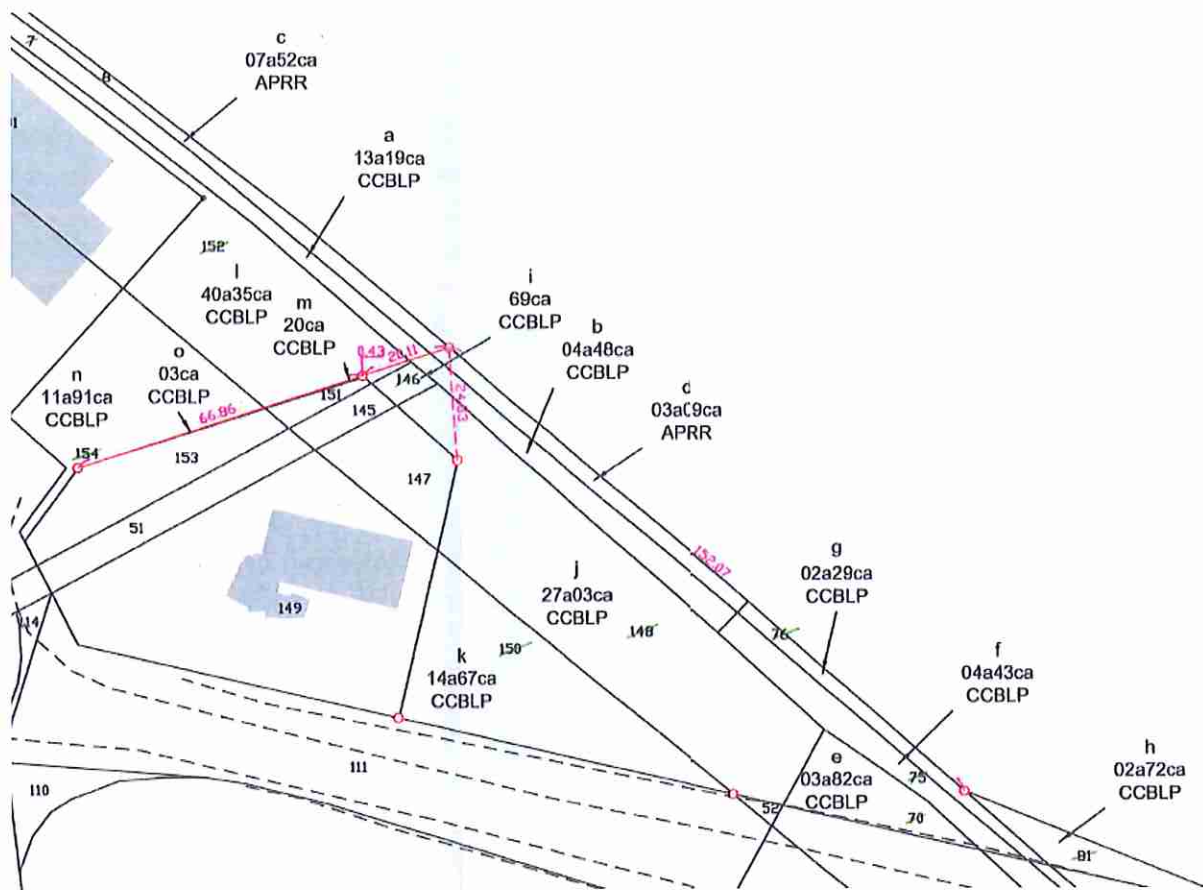 7
8
c
07a52ca
APRR
a
13a19ca
CCBLP
152
l
40a35ca
CCBLP
m
20ca
CCBLP
i
69ca
CCBLP
b
04a48ca
CCBLP
d
APRR
o
03ca
CCBLP
n
11a91ca
CCBLP
0.43
20.11
66.86
151
146
145
154
153
147
51
14
149
j
27a03ca
CCBLP
148
150
152.07
g
02a29ca
CCBLP
76
k
14a67ca
CCBLP
f
04a43ca
CCBLP
h
02a72ca
CCBLP
e
03a82ca
CCBLP
75
70
52
81
111
110